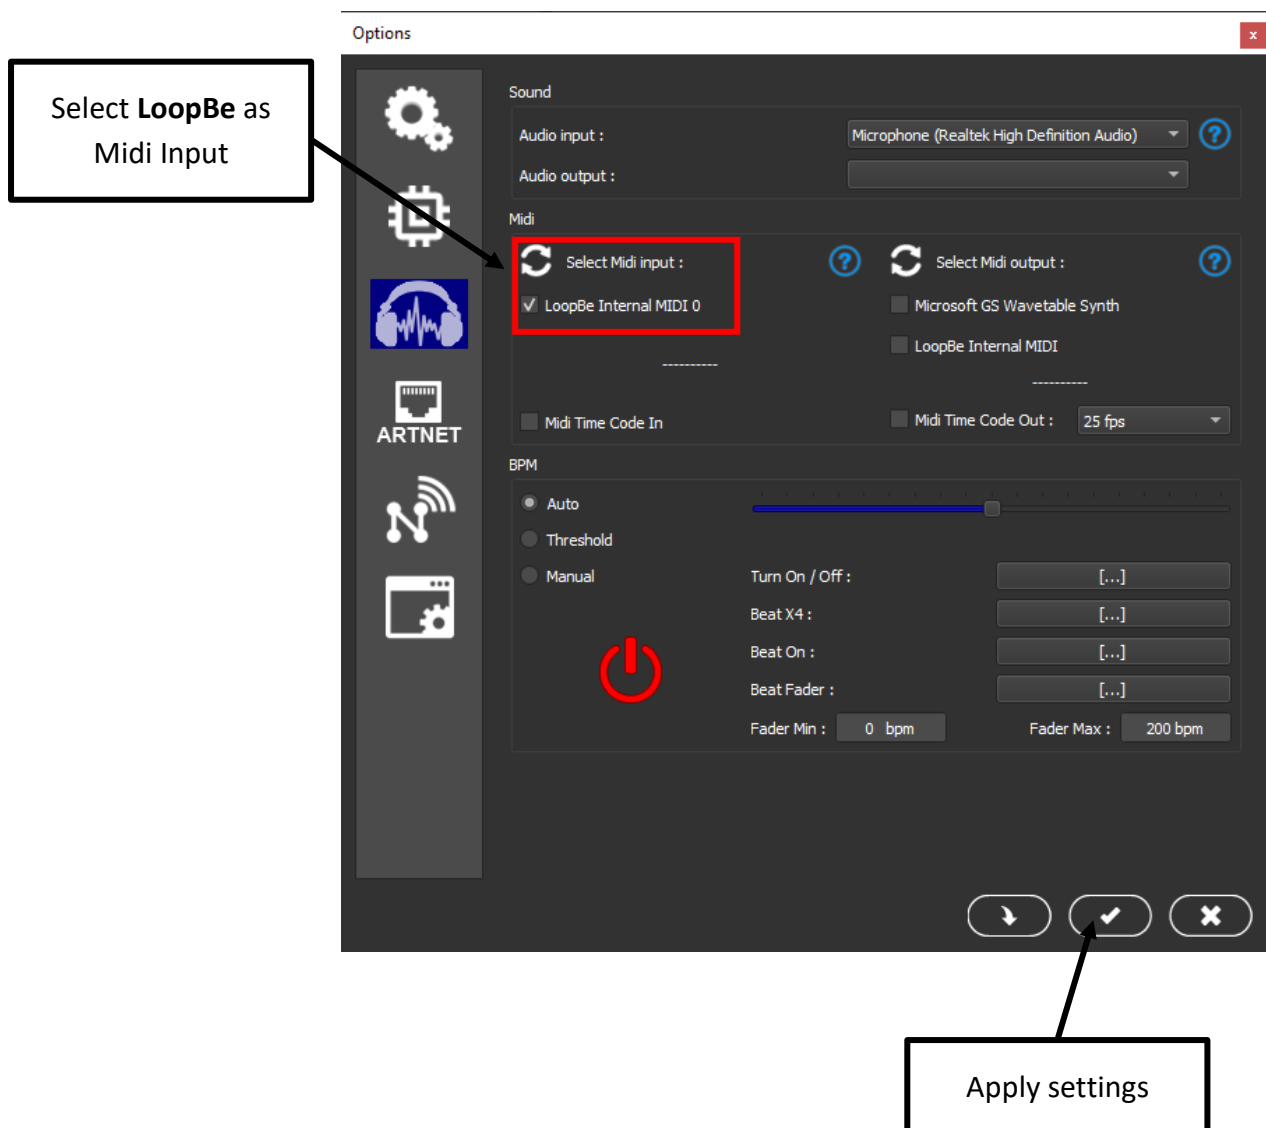 Options
x
Select LoopBe as
Midi Input
Sound
Audio input :
Microphone (Realtek High Definition Audio)
?
Audio output :
Midi
Select Midi input :
?
Select Midi output :
?
LoopBe Internal MIDI 0
Microsoft GS Wavetable Synth
LoopBe Internal MIDI
----------
----------
Midi Time Code In
Midi Time Code Out :
25 fps
ARTNET
BPM
Auto
Threshold
Manual
Turn On / Off :
[...]
Beat X4 :
[...]
Beat On :
[...]
Beat Fader :
[...]
Fader Min :
0 bpm
Fader Max :
200 bpm
N
Apply settings